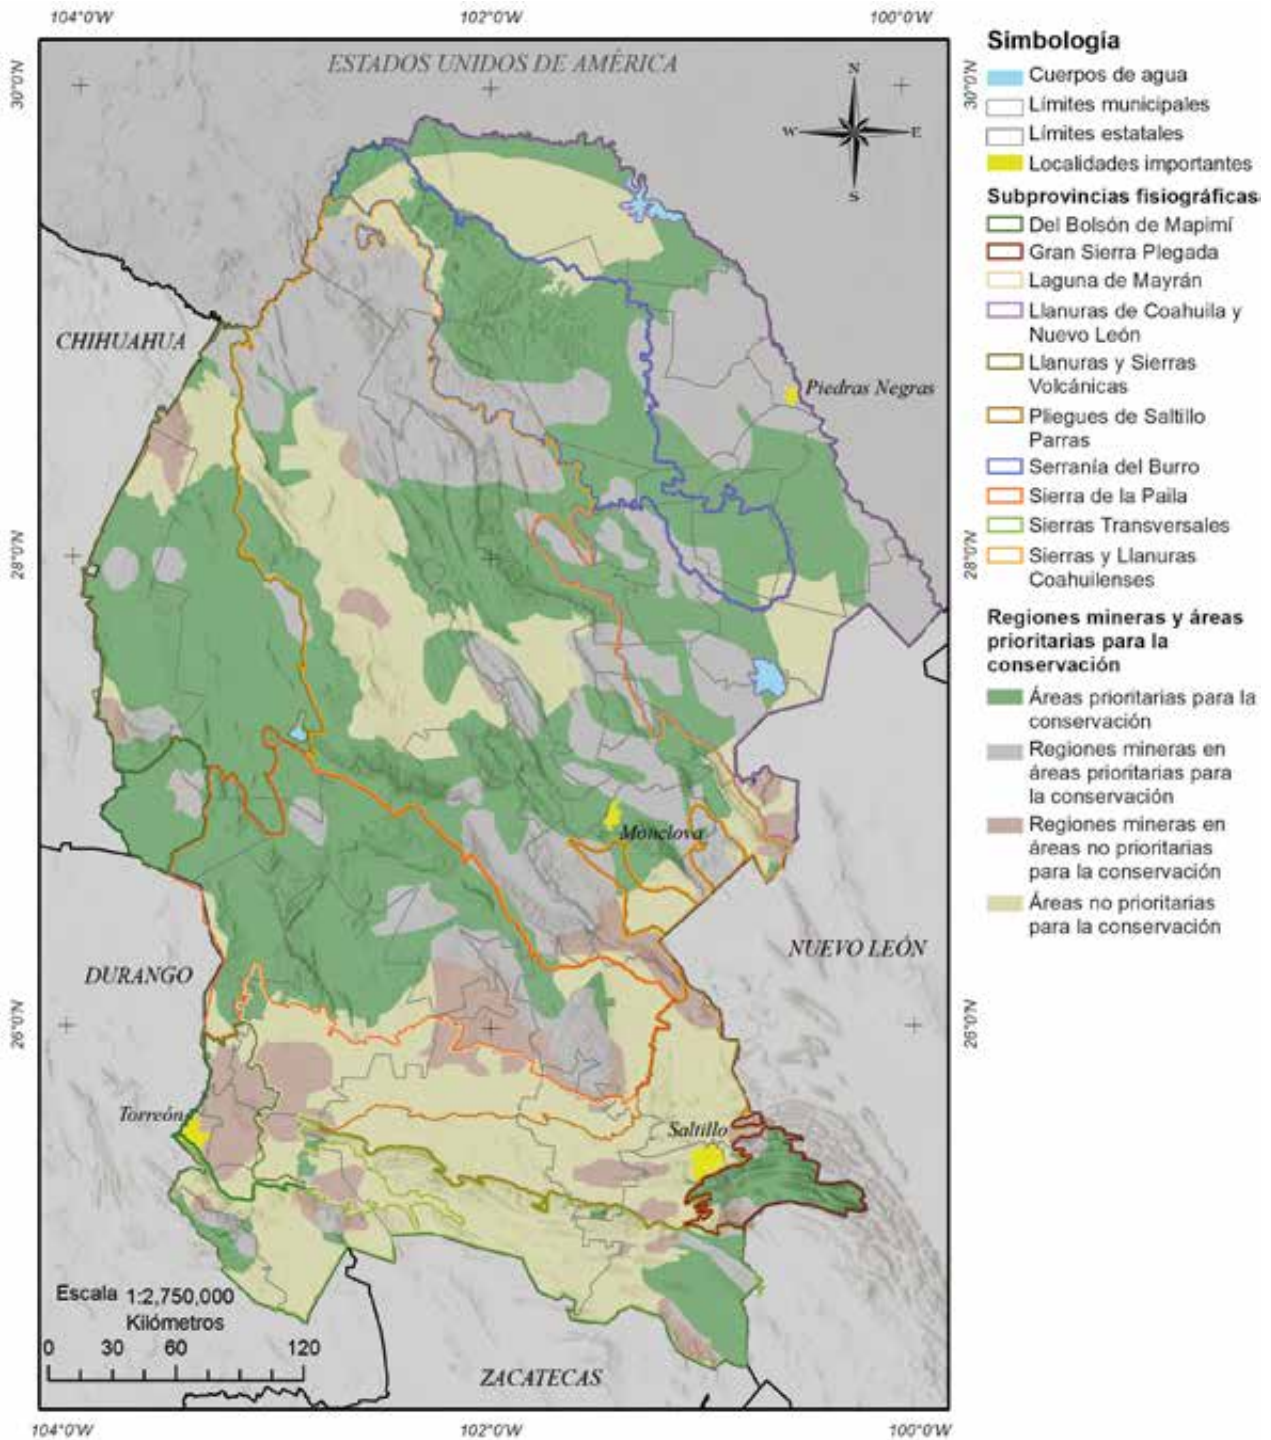 104°0'W
102°0'W
100°0'W
30°0'N
28°0'N
26°0'N
30°0'N
28°0'N
26°0'N
ESTADOS UNIDOS DE AMÉRICA
N
W
E
S
CHIHUAHUA
Piedras Negras
Monclova
NUEVO LEÓN
DURANGO
Torreón
Saltillo
ZACATECAS
Escala 1:2,750,000
Kilómetros
0 30 60 120
104°0'W
102°0'W
100°0'W
Simbología
Cuerpos de agua
Límites municipales
Límites estatales
Localidades importantes
Subprovincias fisiográficas
Del Bolsón de Mapimí
Gran Sierra Plegada
Laguna de Mayrán
Llanuras de Coahuila y
Nuevo León
Llanuras y Sierras
Volcánicas
Pliegues de Saltillo
Parras
Serranía del Burro
Sierra de la Paila
Sierras Transversales
Sierras y Llanuras
Coahuilenses
Regiones mineras y áreas
prioritarias para la
conservación
Áreas prioritarias para la
conservación
Regiones mineras en
áreas prioritarias para
la conservación
Regiones mineras en
áreas no prioritarias
para la conservación
Áreas no prioritarias
para la conservación